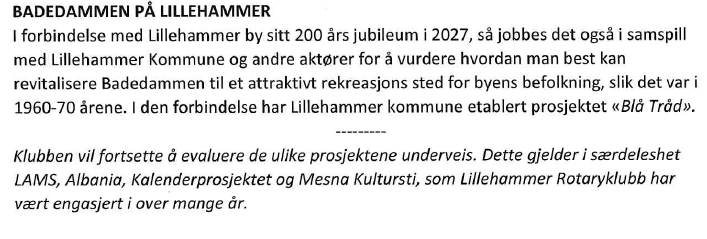 BADEDAMMEN PÅ LILLEHAMMER
I forbindelse med Lillehammer by sitt 200 års jubileum i 2027, så jobbes det også i samspill
med Lillehammer Kommune og andre aktører for å vurdere hvordan man best kan
revitalisere Badedammen til et attraktivt rekreasjons sted for byens befolkning, slik det var i
1960-70 årene. I den forbindelse har Lillehammer kommune etablert prosjektet «Blå Tråd».
---------
Klubben vil fortsette å evaluere de ulike prosjektene underveis. Dette gjelder i særdeleshet
LAMS, Albania, Kalenderprosjektet og Mesna Kultursti, som Lillehammer Rotaryklubb har
vært engasjert i over mange år.